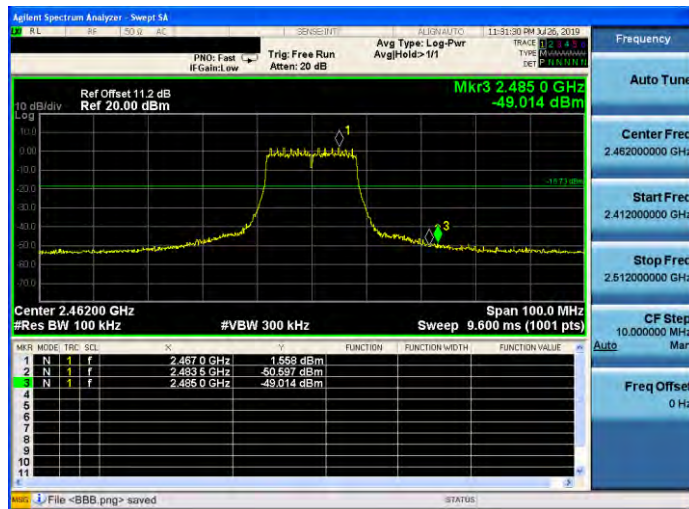 Agilent Spectrum Analyzer - Swept SA
RL RF 50 Ω AC SENSE:INT ALIGN AUTO 11:31:30 PM Jul 26, 2019
PNO: Fast IFGain:Low
Trig: Free Run Atten: 20 dB
Avg Type: Log-Pwr Avg|Hold>1/1
TRACE 1 2 3 4 5 6
TYPE M
DET P N N N N N
Ref Offset 11.2 dB
10 dB/div Ref 20.00 dBm
Log
Mkr3 2.485 0 GHz
-49.014 dBm
10.0
0.00
-10.0
-20.0
-30.0
-40.0
-50.0
-60.0
-70.0
1
3
Center 2.46200 GHz Span 100.0 MHz
#Res BW 100 kHz #VBW 300 kHz Sweep 9.600 ms (1001 pts)
MKR MODE TRC SCL X Y FUNCTION FUNCTION WIDTH FUNCTION VALUE
1 N 1 f 2.467 0 GHz 1.558 dBm
2 N 1 f 2.483 5 GHz -50.597 dBm
3 N 1 f 2.485 0 GHz -49.014 dBm
4
5
6
7
8
9
10
11
MSG File <BBB.png> saved STATUS
Frequency
Auto Tune
Center Freq
2.462000000 GHz
Start Freq
2.412000000 GHz
Stop Freq
2.512000000 GHz
CF Step
10.000000 MHz
Auto Man
Freq Offset
0 Hz